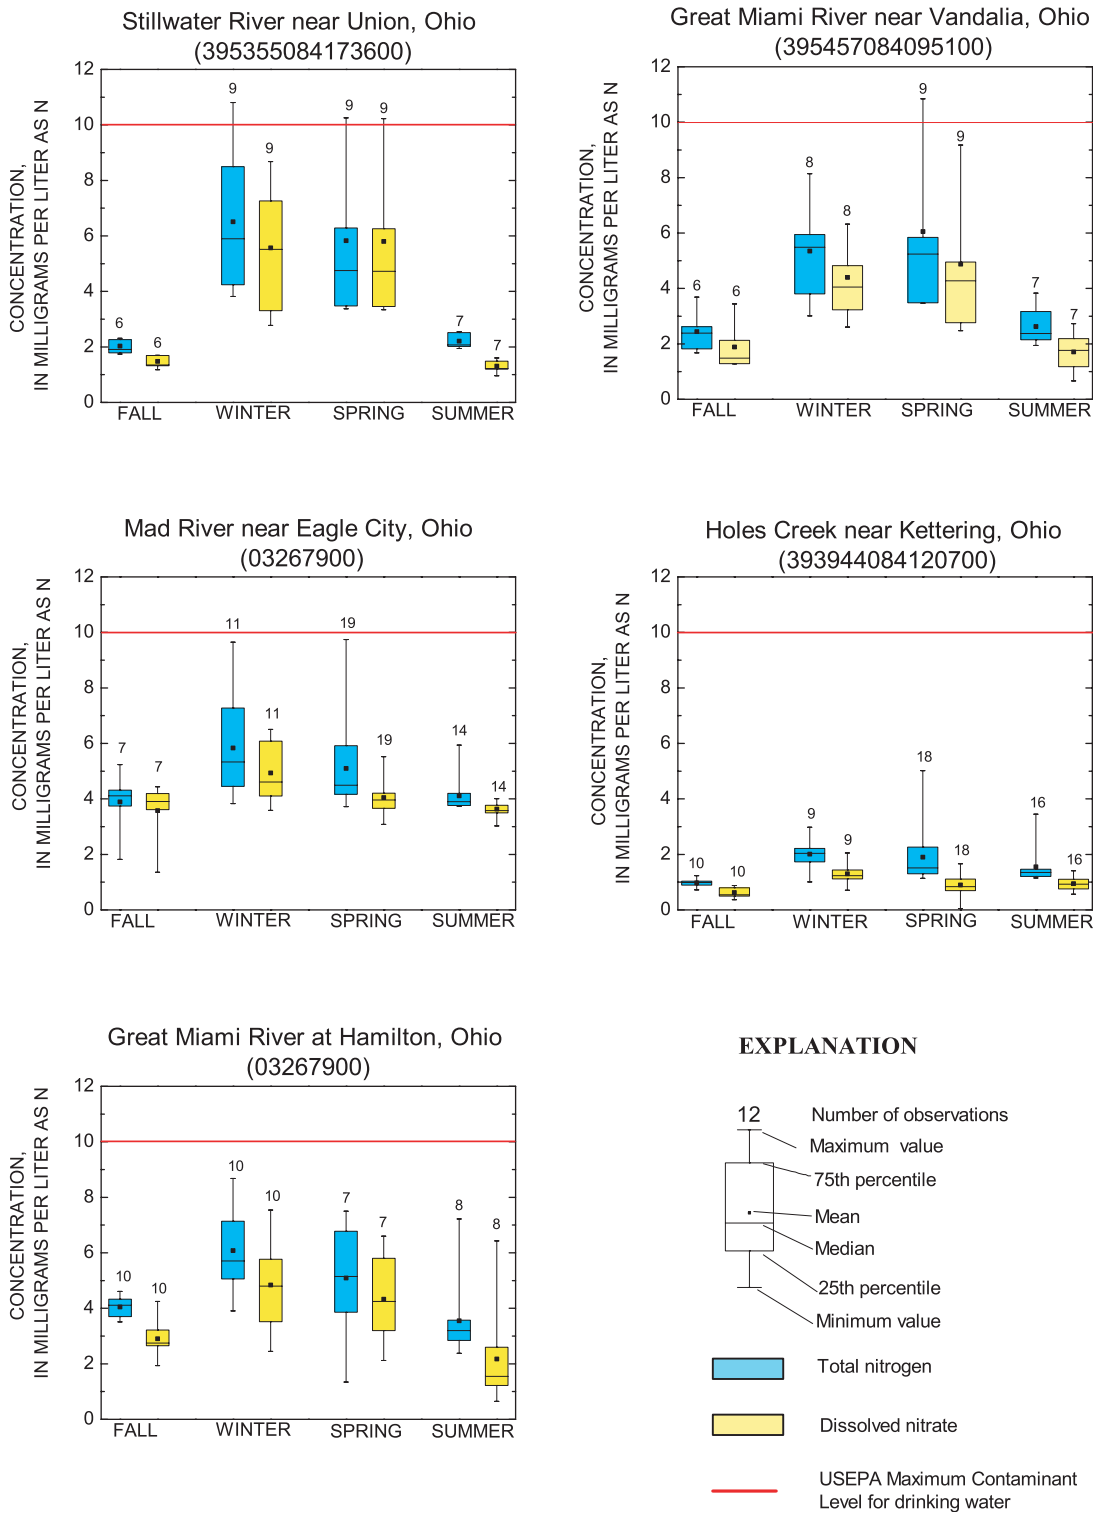 Stillwater River near Union, Ohio
(395355084173600)
CONCENTRATION,
IN MILLIGRAMS PER LITER AS N
12
10
8
6
4
2
0
9
9
9
9
6
6
7
7
FALL
WINTER
SPRING
SUMMER
Great Miami River near Vandalia, Ohio
(395457084095100)
CONCENTRATION,
IN MILLIGRAMS PER LITER AS N
12
10
8
6
4
2
0
6
6
8
8
9
9
7
7
FALL
WINTER
SPRING
SUMMER
Mad River near Eagle City, Ohio
(03267900)
CONCENTRATION,
IN MILLIGRAMS PER LITER AS N
12
10
8
6
4
2
0
7
7
11
11
19
19
14
14
FALL
WINTER
SPRING
SUMMER
Holes Creek near Kettering, Ohio
(393944084120700)
CONCENTRATION,
IN MILLIGRAMS PER LITER AS N
12
10
8
6
4
2
0
10
10
9
9
18
18
16
16
FALL
WINTER
SPRING
SUMMER
Great Miami River at Hamilton, Ohio
(03267900)
CONCENTRATION,
IN MILLIGRAMS PER LITER AS N
12
10
8
6
4
2
0
10
10
10
10
7
7
8
8
FALL
WINTER
SPRING
SUMMER
EXPLANATION
12
Number of observations
Maximum value
75th percentile
Mean
Median
25th percentile
Minimum value
Total nitrogen
Dissolved nitrate
USEPA Maximum Contaminant
Level for drinking water